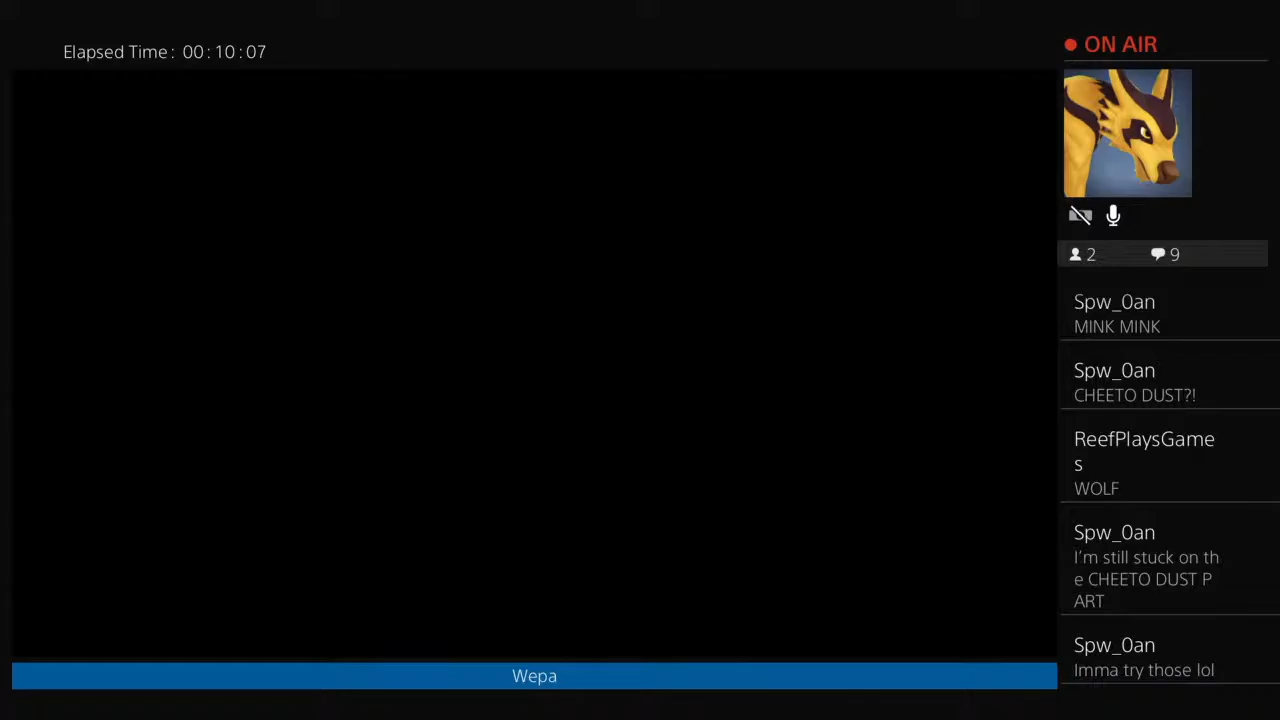 Elapsed Time: 00:10:07
ON AIR
2 9
Spw_0an
MINK MINK
Spw_0an
CHEETO DUST?!
ReefPlaysGame
s
WOLF
Spw_0an
I'm still stuck on th
e CHEETO DUST P
ART
Spw_0an
Imma try those lol
Wepa